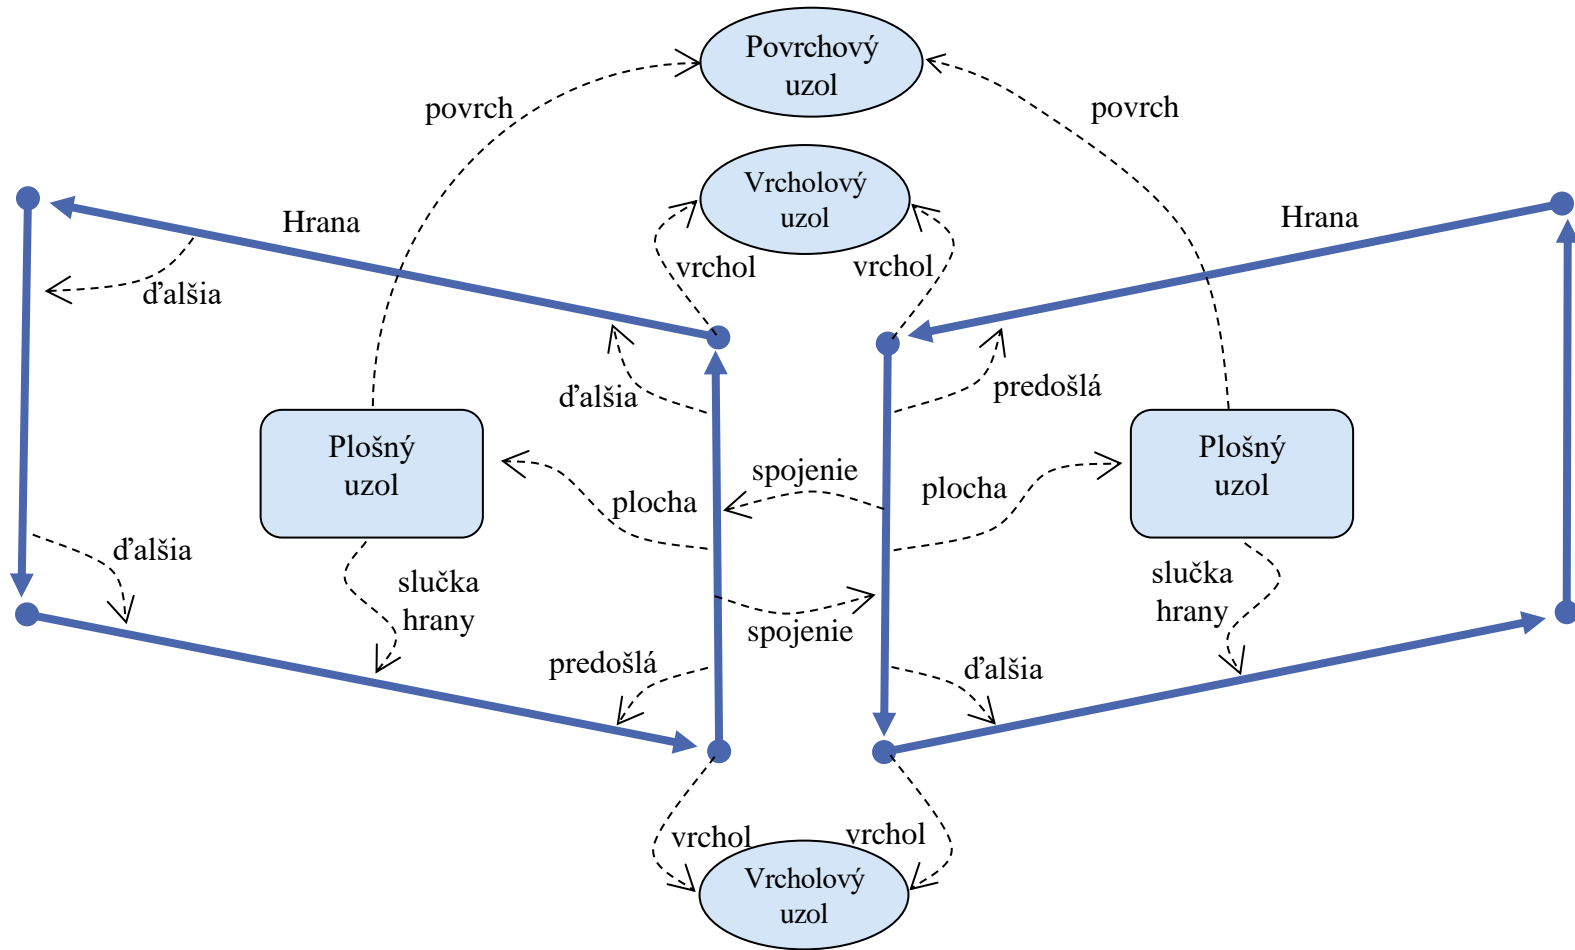 Povrchový
uzol
povrch
povrch
Vrcholový
uzol
Hrana
Hrana
vrchol
vrchol
ďalšia
ďalšia
predošlá
Plošný
uzol
Plošný
uzol
spojenie
plocha
plocha
ďalšia
slučka
hrany
slučka
hrany
spojenie
predošlá
ďalšia
vrchol
vrchol
Vrcholový
uzol